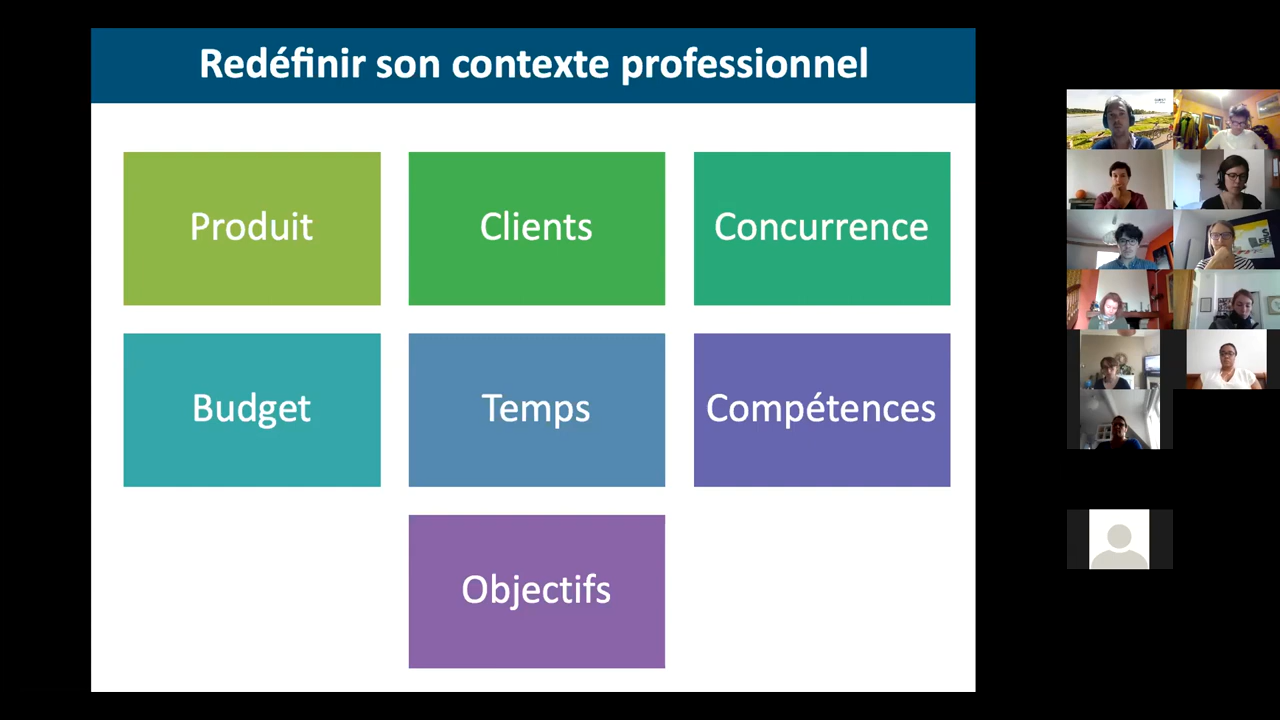 Redéfinir son contexte professionnel
Produit
Clients
Concurrence
Budget
Temps
Compétences
Objectifs